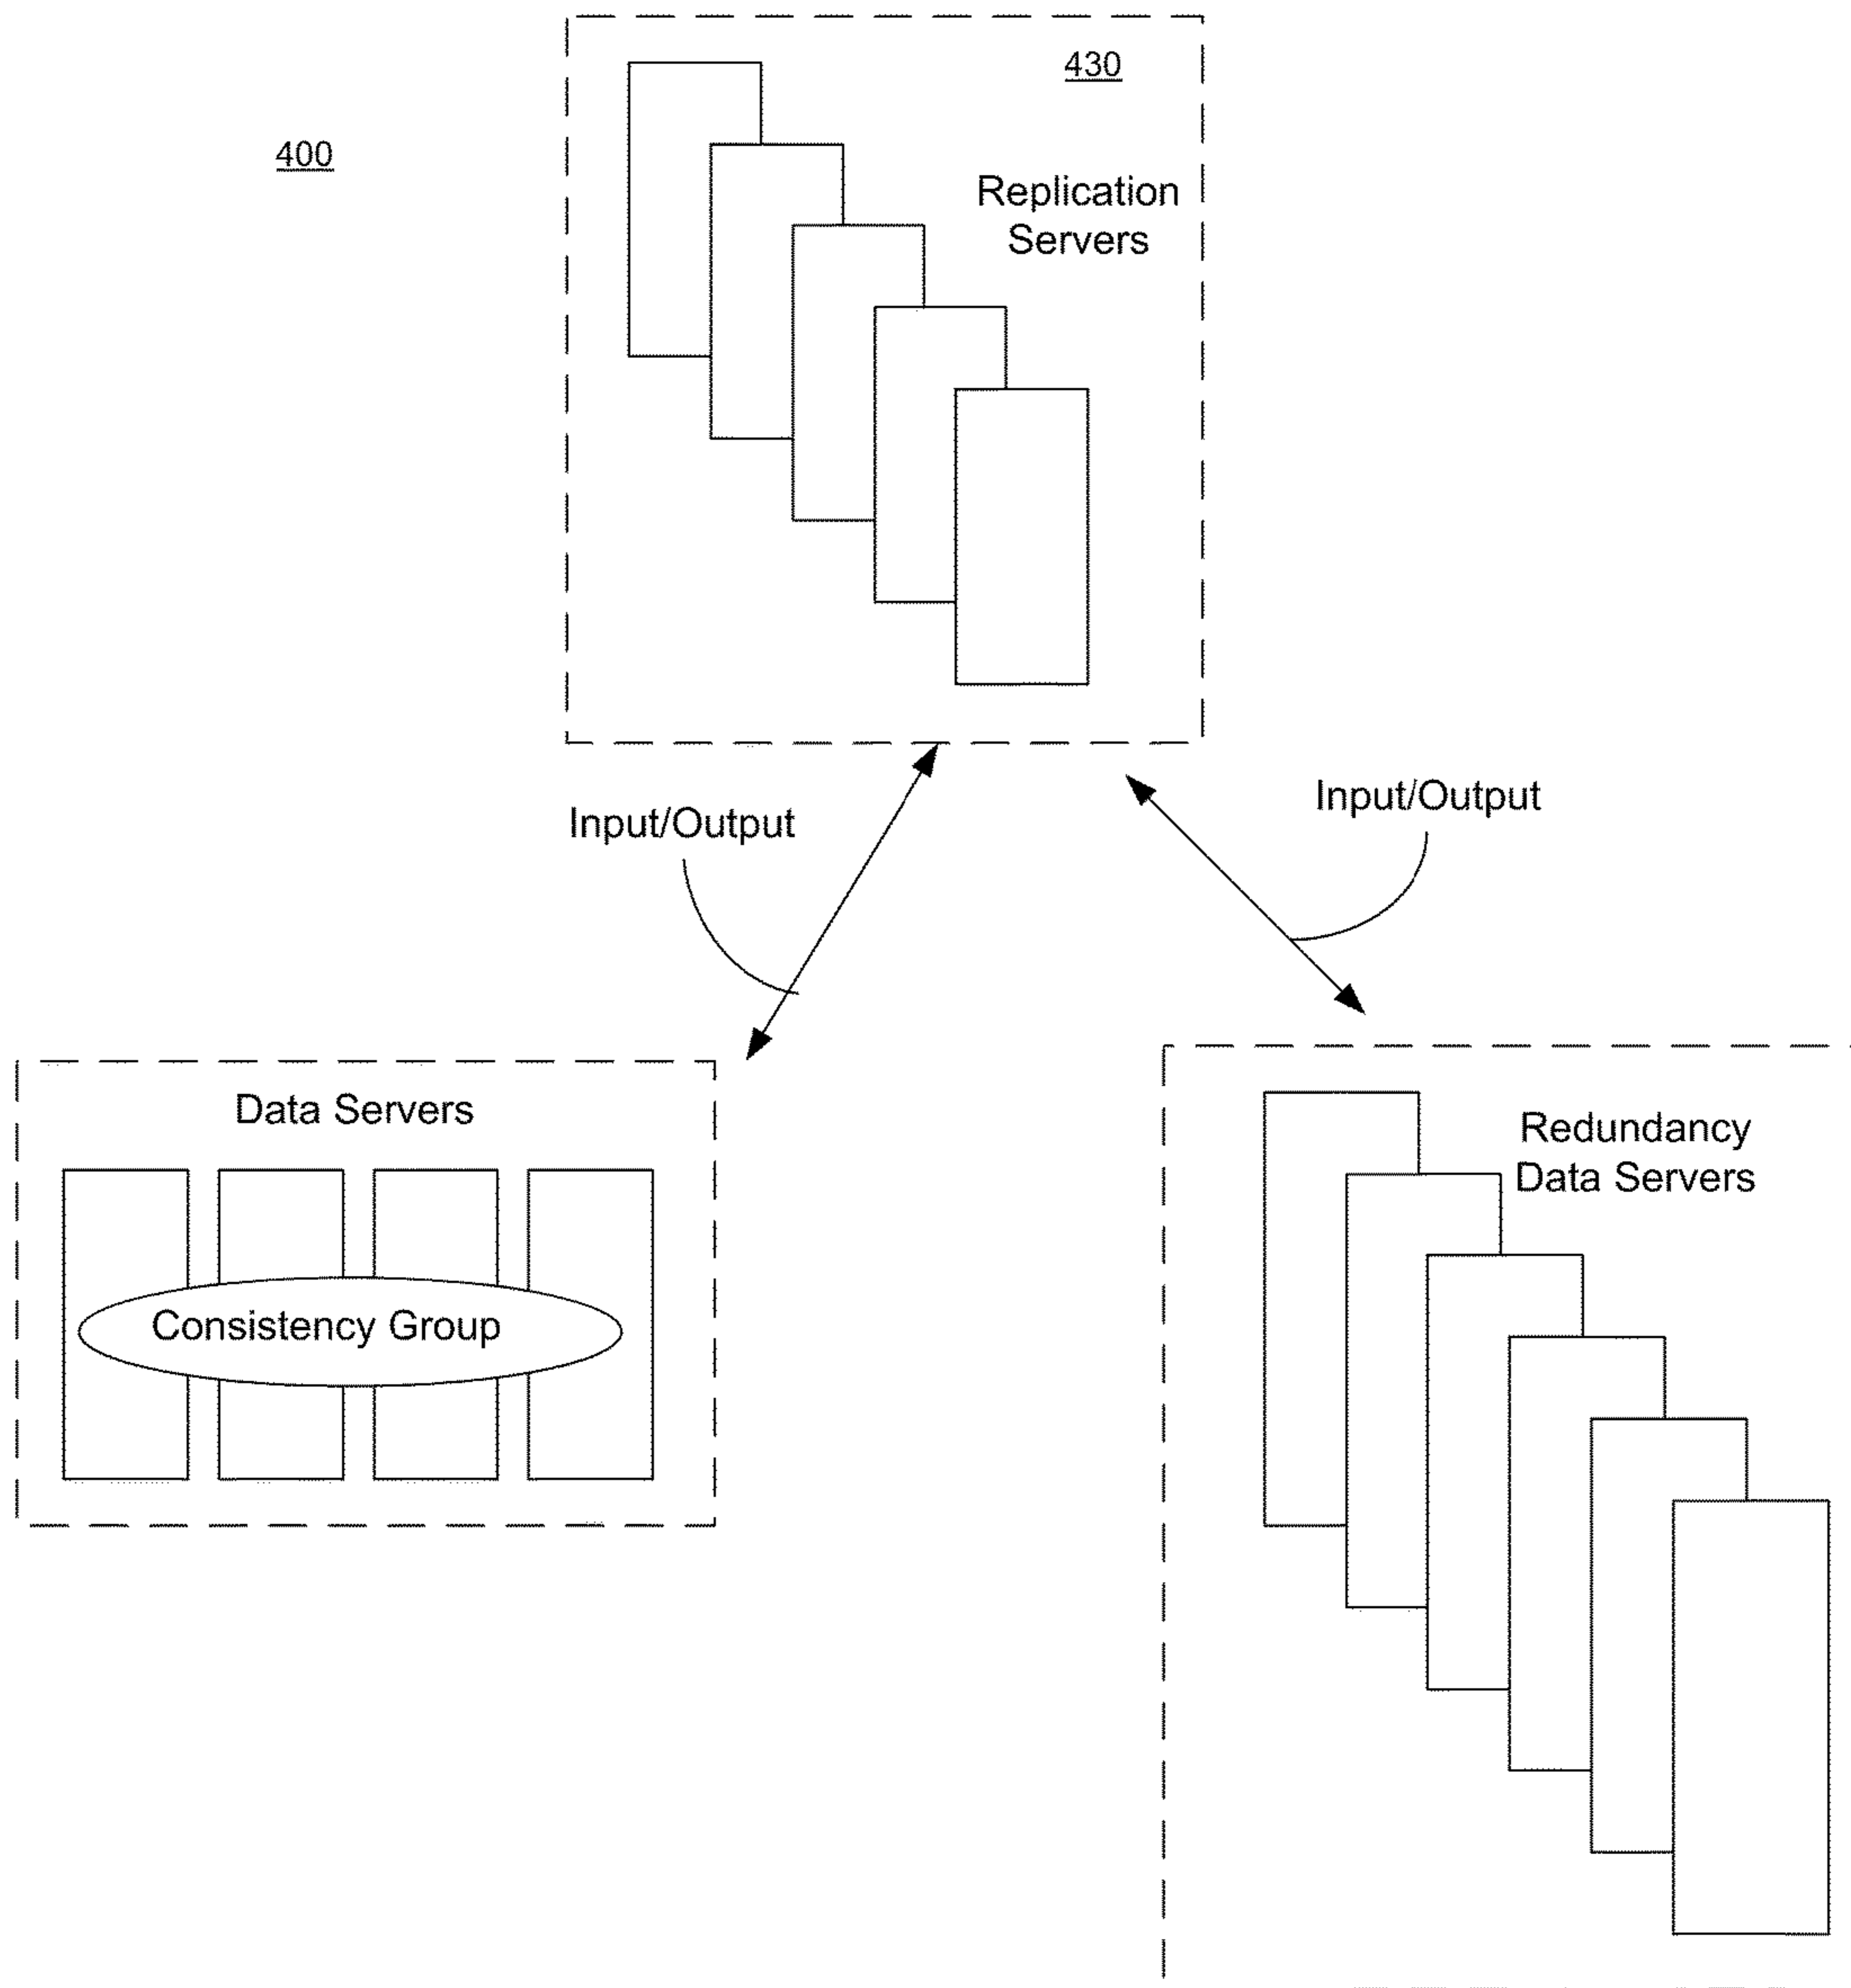 430
400
Replication
Servers
Input/Output
Input/Output
Data Servers
Consistency Group
Redundancy
Data Servers